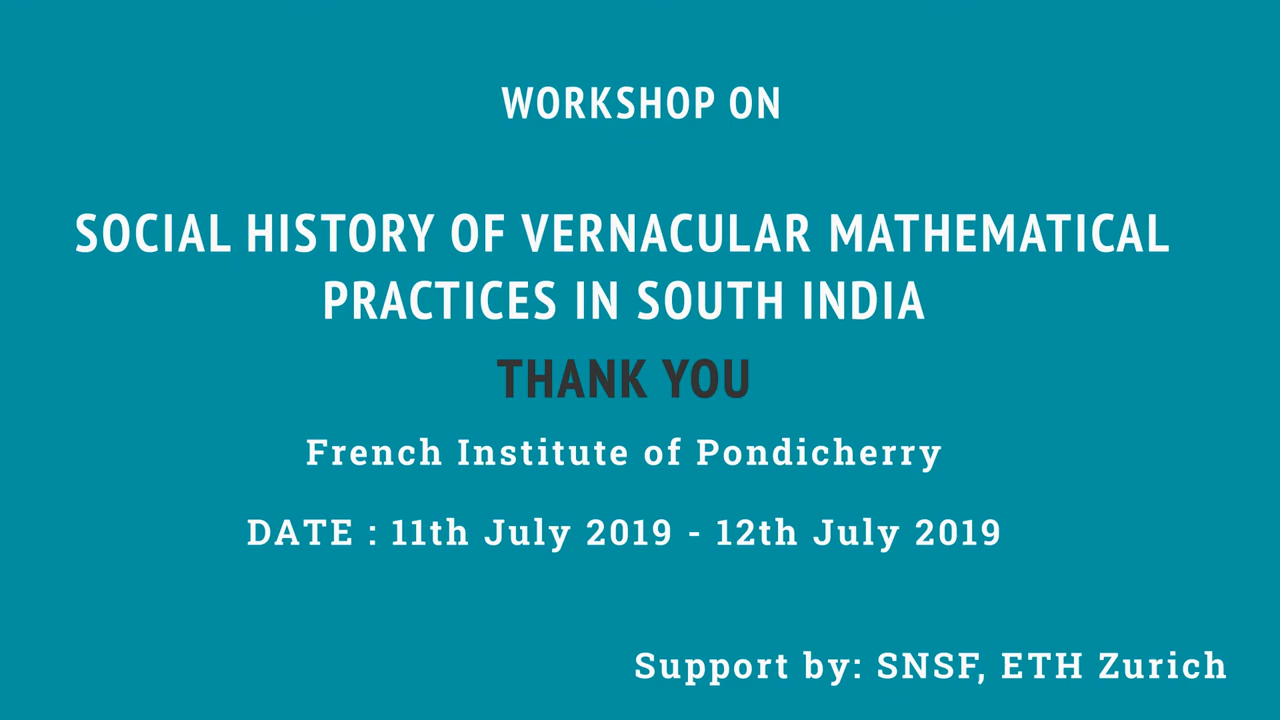 WORKSHOP ON
SOCIAL HISTORY OF VERNACULAR MATHEMATICAL
PRACTICES IN SOUTH INDIA
THANK YOU
French Institute of Pondicherry
DATE : 11th July 2019 - 12th July 2019
Support by: SNSF, ETH Zurich